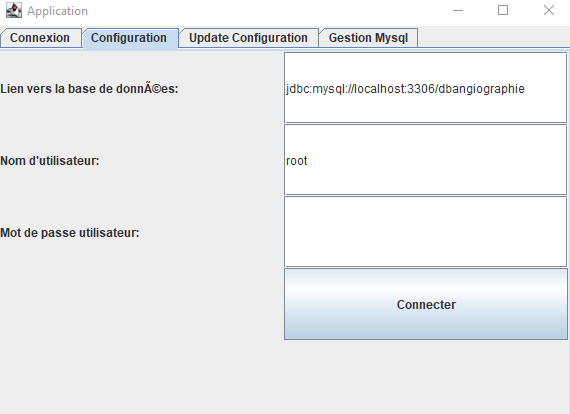 Application
Connexion Configuration Update Configuration Gestion Mysql
Lien vers la base de donnÃ©es: jdbc:mysql://localhost:3306/dbangiographie
Nom d'utilisateur: root
Mot de passe utilisateur:
Connecter